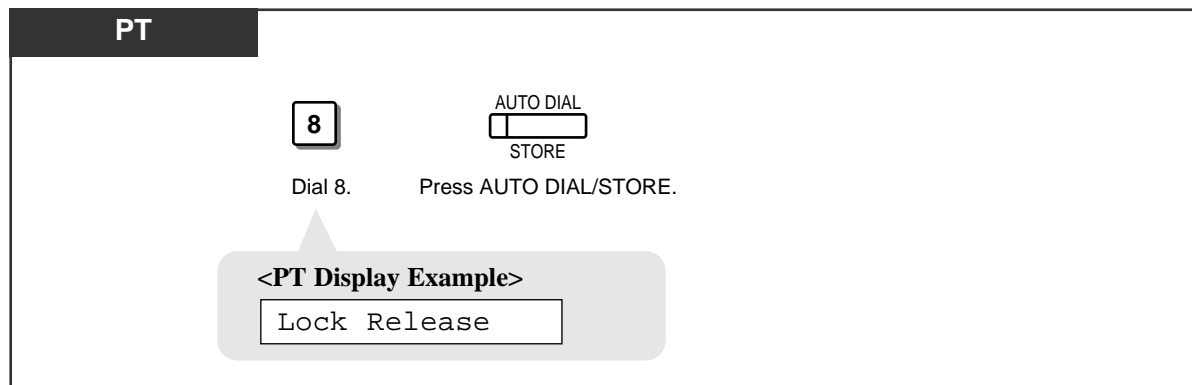 PT
8
AUTO DIAL
STORE
Dial 8.
Press AUTO DIAL/STORE.
<PT Display Example>
Lock Release